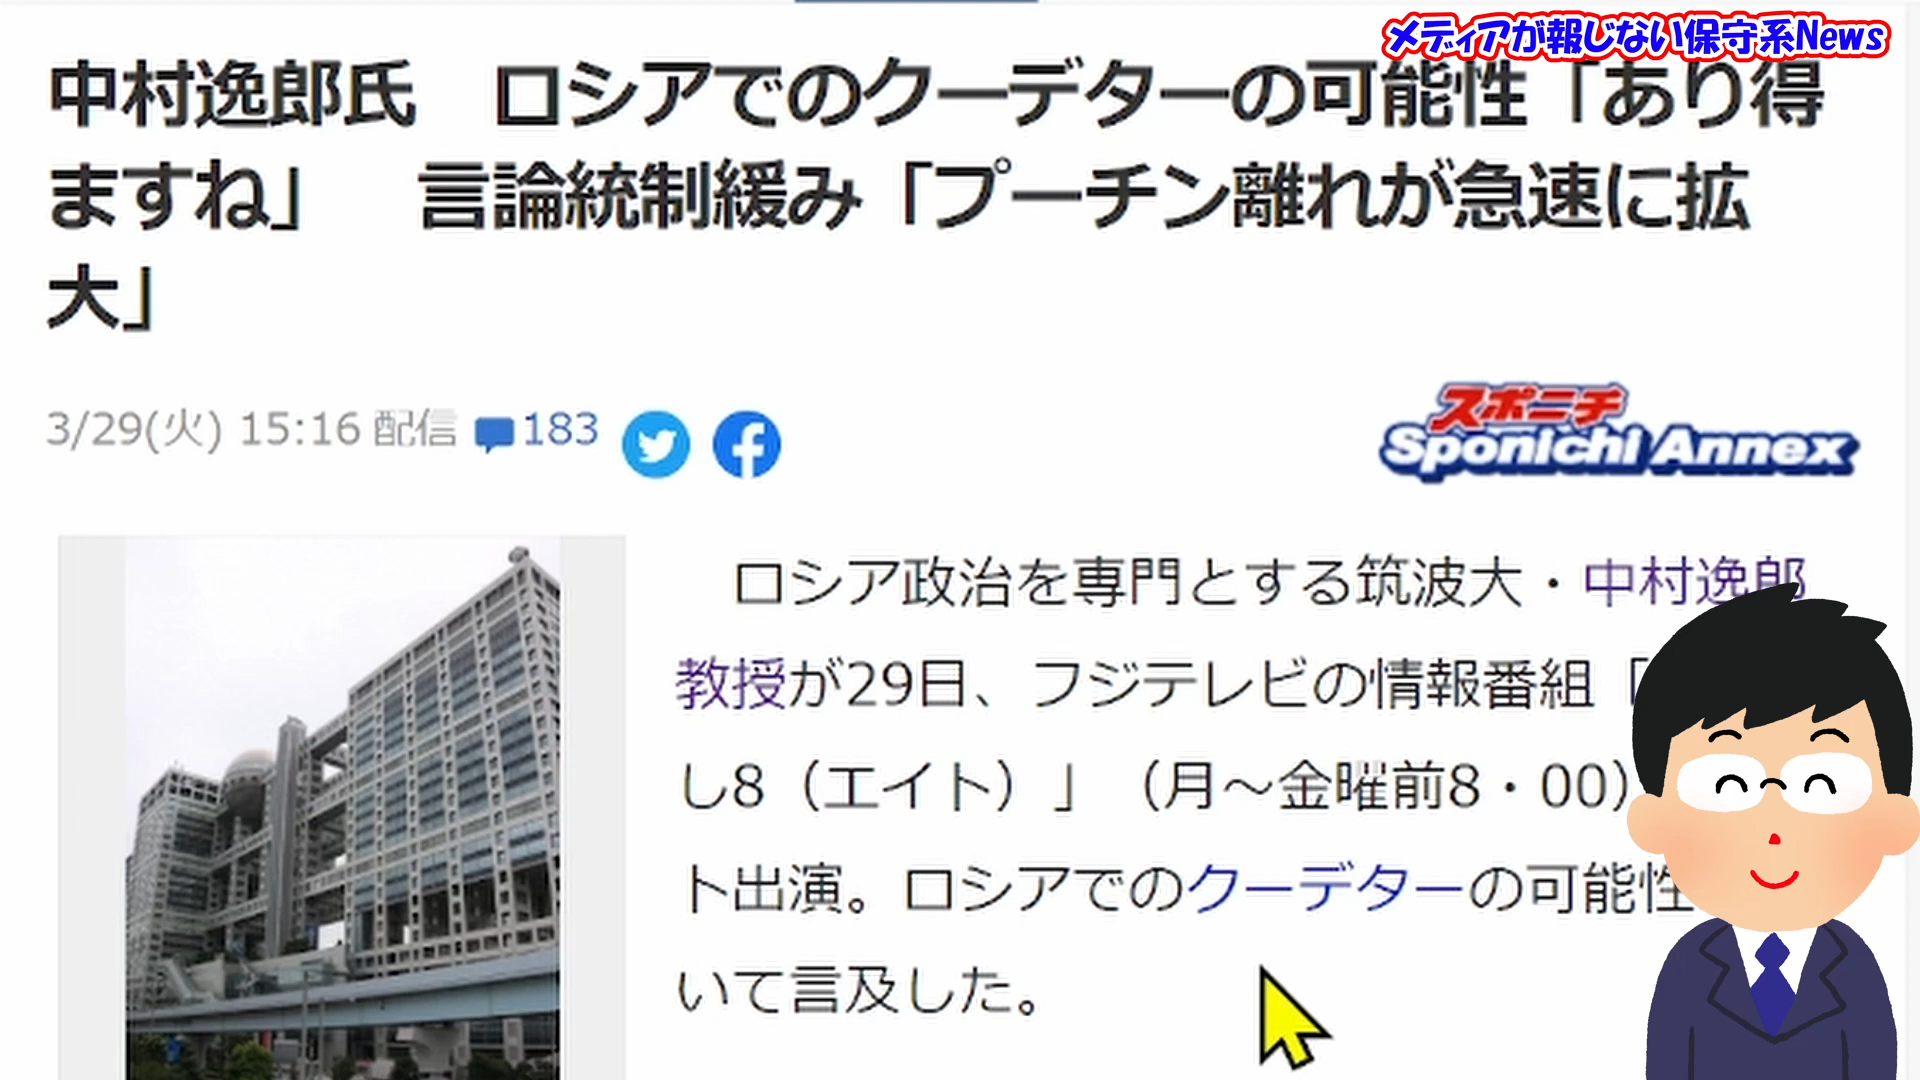 メディアが報じない保守系News
中村逸郎氏　ロシアでのクーデターの可能性「あり得
ますね」　言論統制緩み「プーチン離れが急速に拡
大」
3/29(火) 15:16 配信 183
スポニチ
Sponichi Annex
ロシア政治を専門とする筑波大・中村逸郎
教授が29日、フジテレビの情報番組「
し8（エイト）」（月～金曜前8・00）
ト出演。ロシアでのクーデターの可能性
いて言及した。